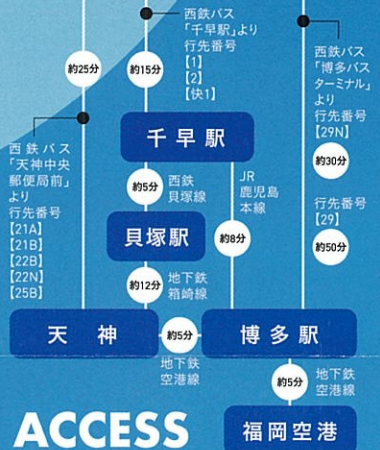 西鉄バス
「千早駅」より
行先番号
【1】
【2】
【快1】
西鉄バス
「博多バス
ターミナル」
より
行先番号
【29N】
約25分
約15分
約30分
西鉄バス
「天神中央
郵便局前」
より
行先番号
【21A】
【21B】
【22B】
【22N】
【25B】
千早駅
約5分
西鉄
貝塚線
JR
鹿児島
本線
行先番号
【29】
約50分
貝塚駅
約8分
約12分
地下鉄
箱崎線
天神
約5分
地下鉄
空港線
博多駅
約5分
地下鉄
空港線
福岡空港
ACCESS